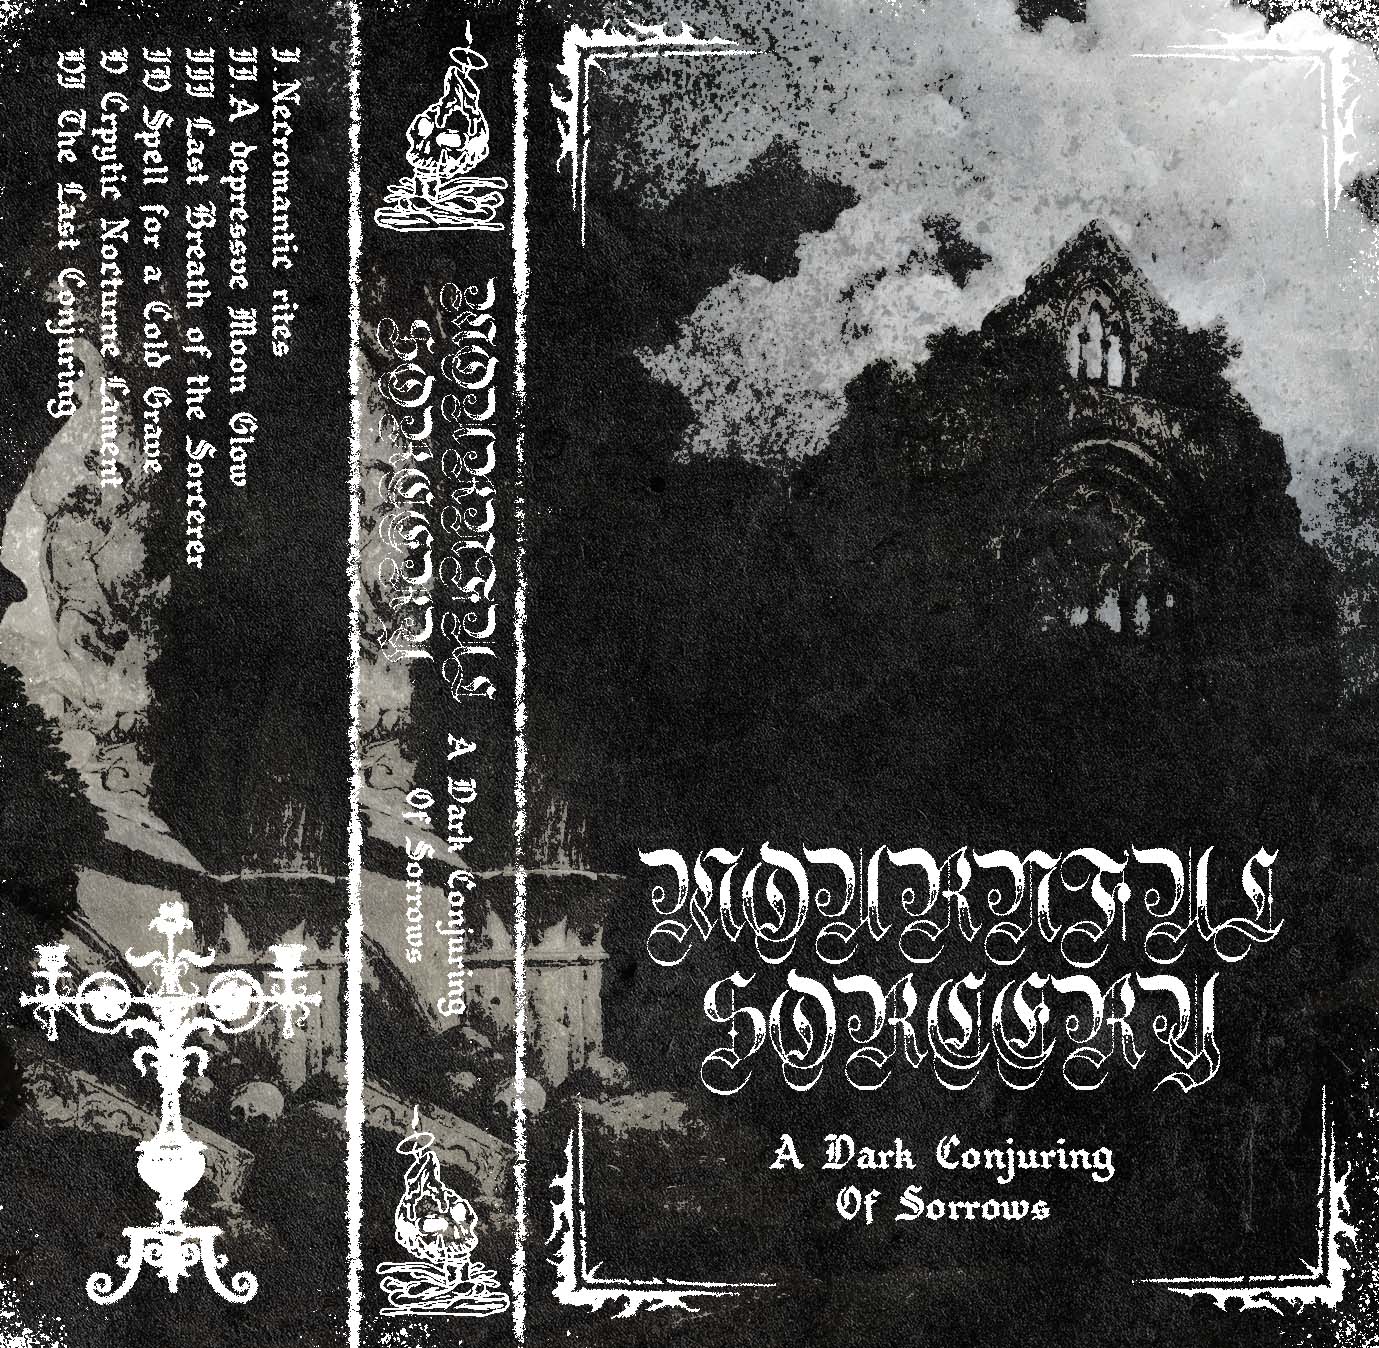 I. Necromantic rites
II. A depressve Moon Glow
III Last Breath of the Sorcerer
IV Spell for a Cold Grave
V Crpytic Nocturne Lament
VI The Last Conjuring
MOURNFUL
SORCERY
A Dark Conjuring
Of Sorrows
MOURNFUL
SORCERY
A Dark Conjuring
Of Sorrows